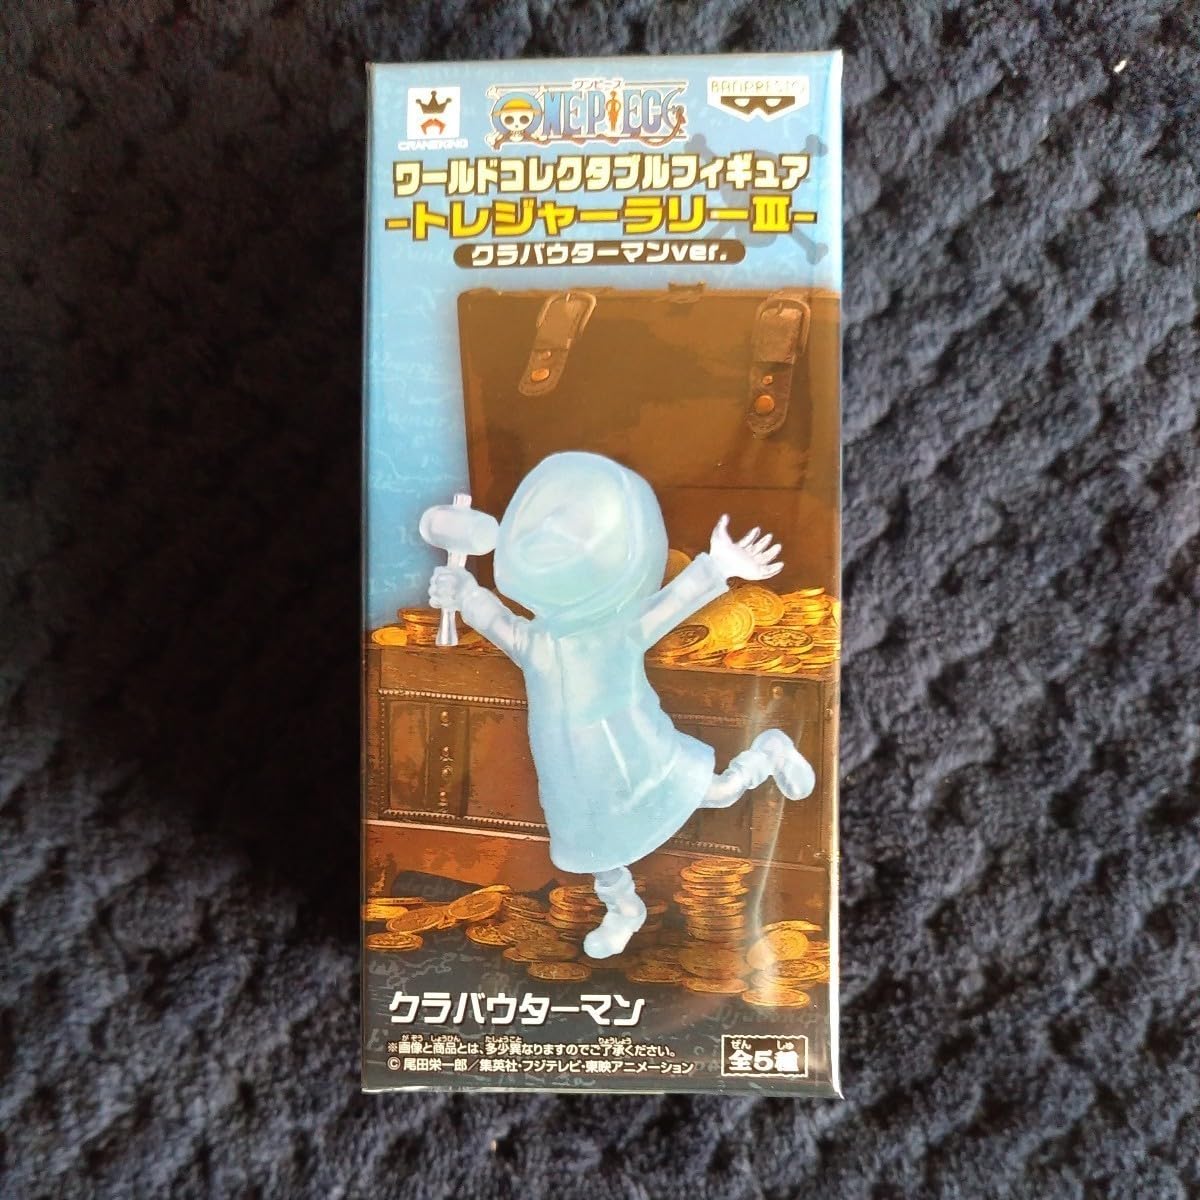 CRANEKING
ワンピース
ONE PIECE
BANPRESTO
ワールドコレクタブルフィギュア
-トレジャーラリーⅢ-
クラバウターマンver.
クラバウターマン
※画像と商品とは、多少異なりますのでご了承ください。
© 尾田栄一郎／集英社・フジテレビ・東映アニメーション
全5種